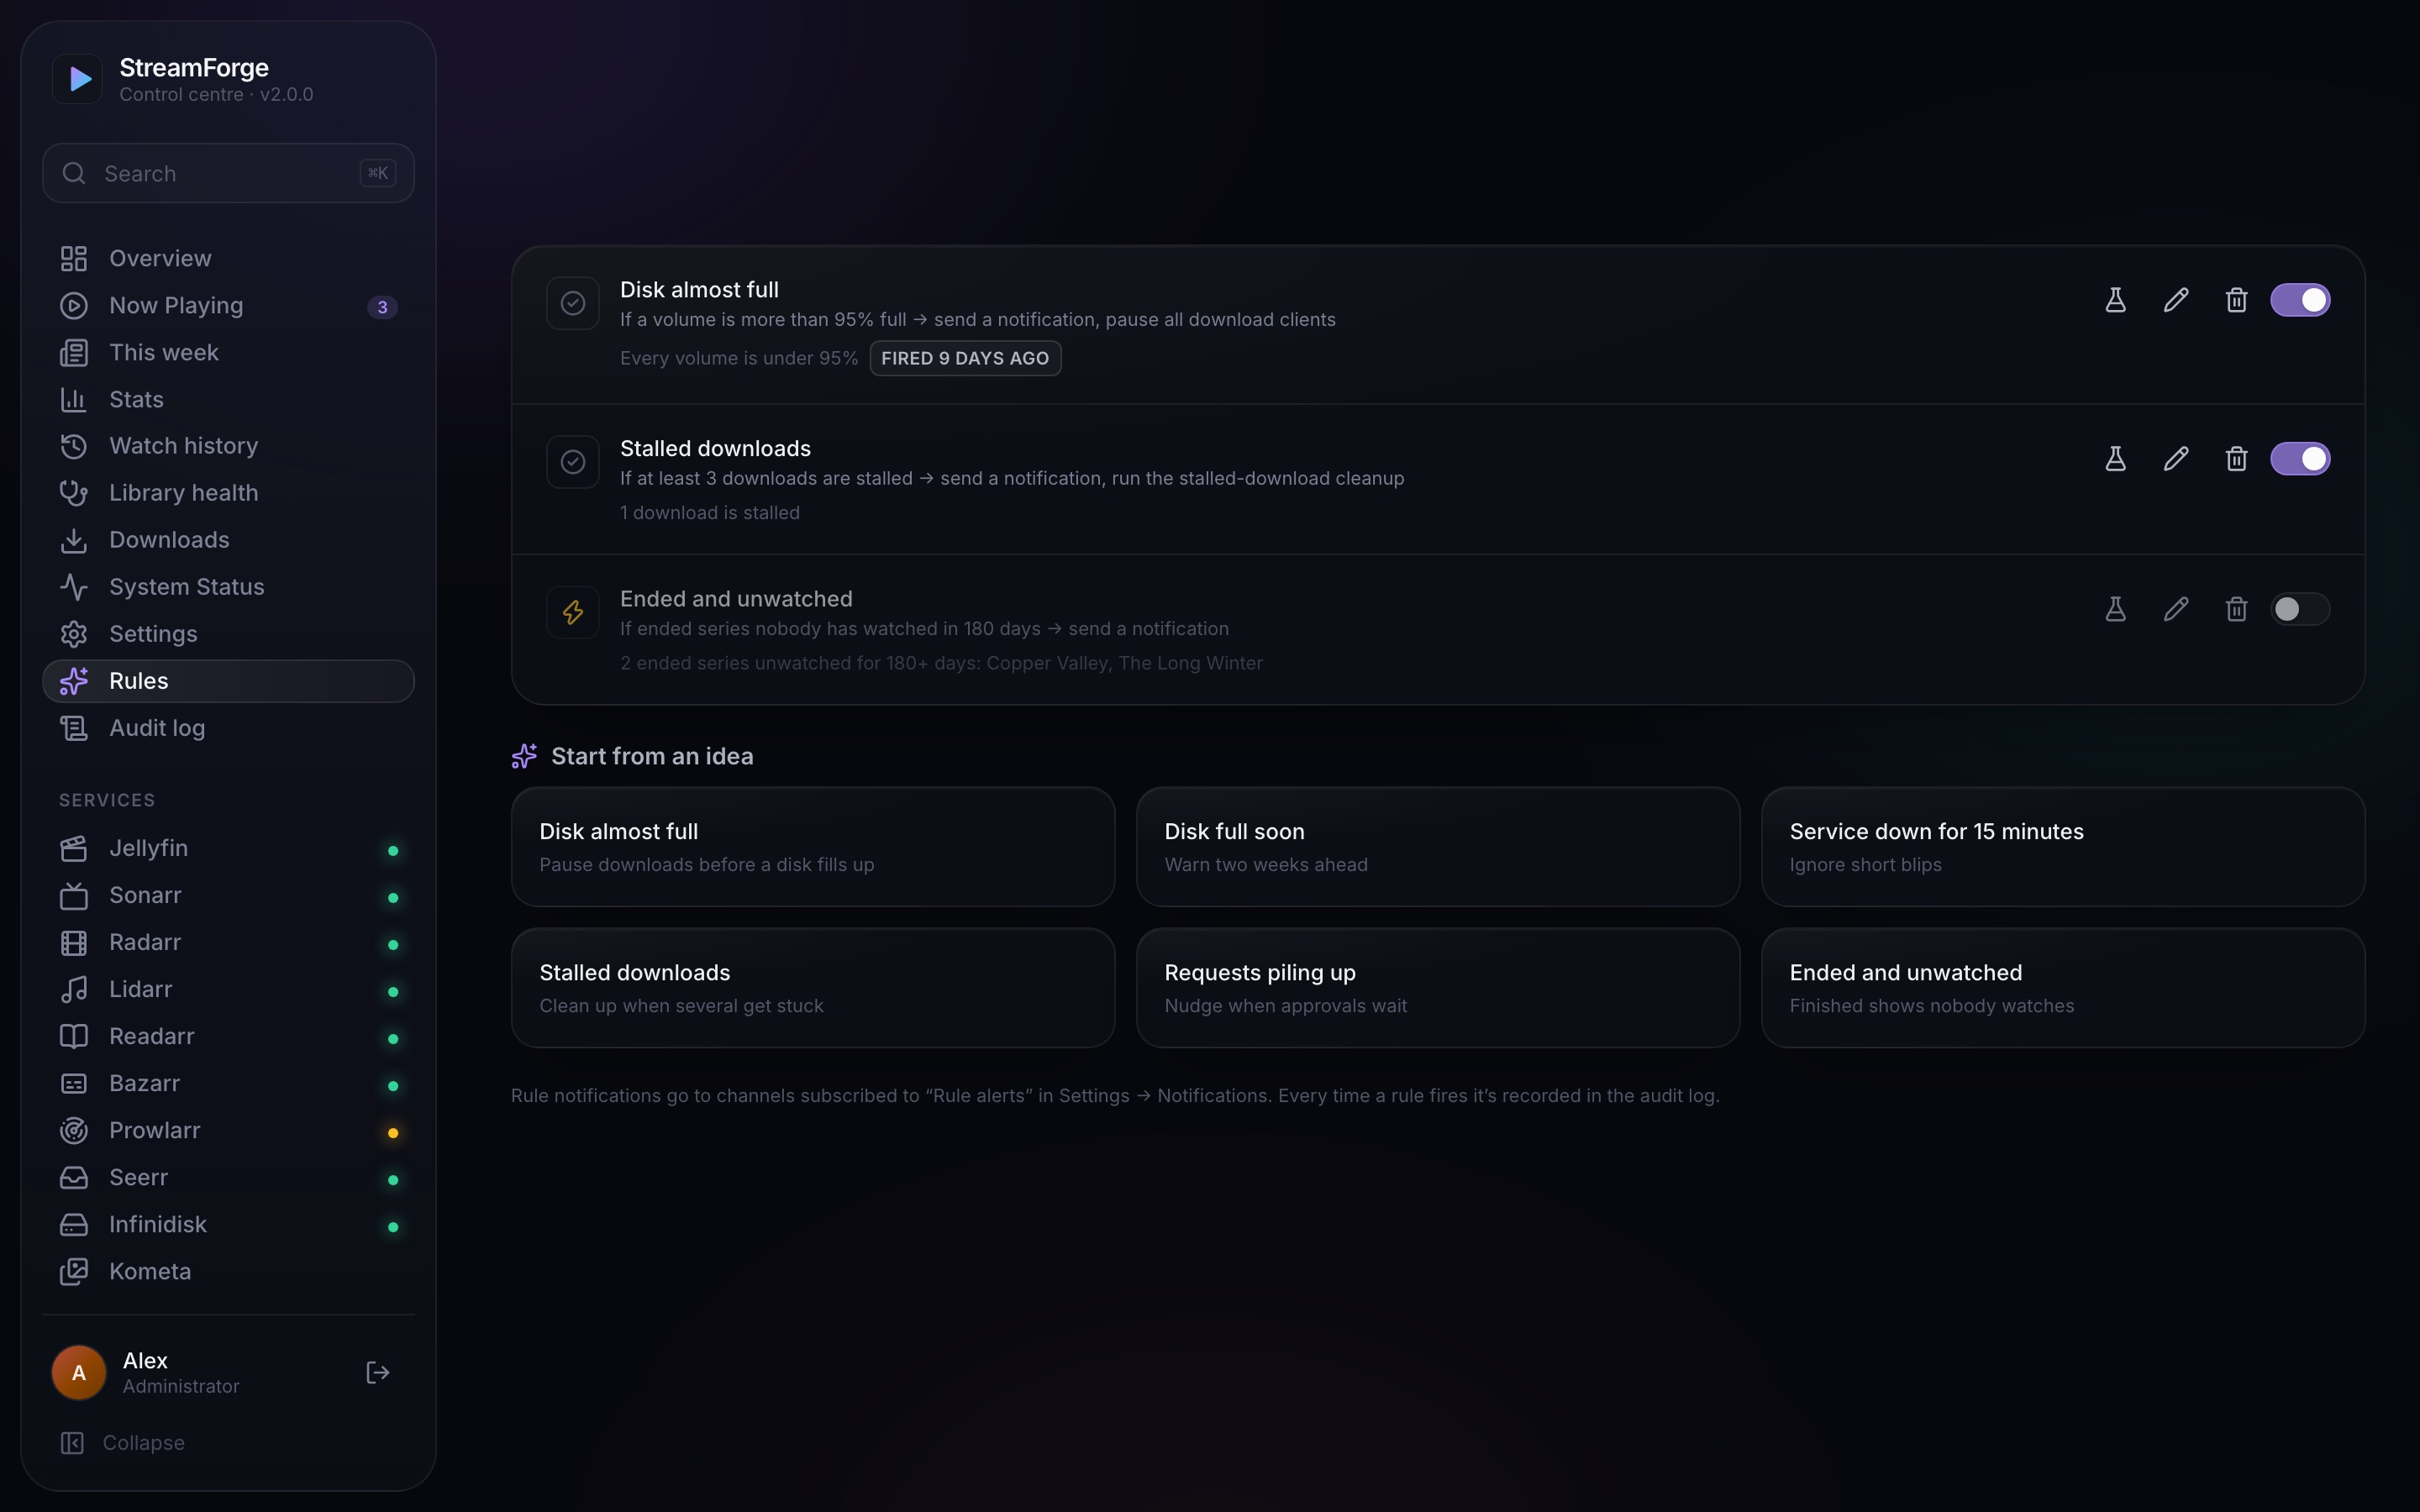 StreamForge
Control centre · v2.0.0
Search
⌘K
Overview
Now Playing
3
This week
Stats
Watch history
Library health
Downloads
System Status
Settings
Rules
Audit log
SERVICES
Jellyfin
Sonarr
Radarr
Lidarr
Readarr
Bazarr
Prowlarr
Seerr
Infinidisk
Kometa
A
Alex
Administrator
Collapse
Disk almost full
If a volume is more than 95% full → send a notification, pause all download clients
Every volume is under 95%
FIRED 9 DAYS AGO
Stalled downloads
If at least 3 downloads are stalled → send a notification, run the stalled-download cleanup
1 download is stalled
Ended and unwatched
If ended series nobody has watched in 180 days → send a notification
2 ended series unwatched for 180+ days: Copper Valley, The Long Winter
Start from an idea
Disk almost full
Pause downloads before a disk fills up
Disk full soon
Warn two weeks ahead
Service down for 15 minutes
Ignore short blips
Stalled downloads
Clean up when several get stuck
Requests piling up
Nudge when approvals wait
Ended and unwatched
Finished shows nobody watches
Rule notifications go to channels subscribed to “Rule alerts” in Settings → Notifications. Every time a rule fires it’s recorded in the audit log.